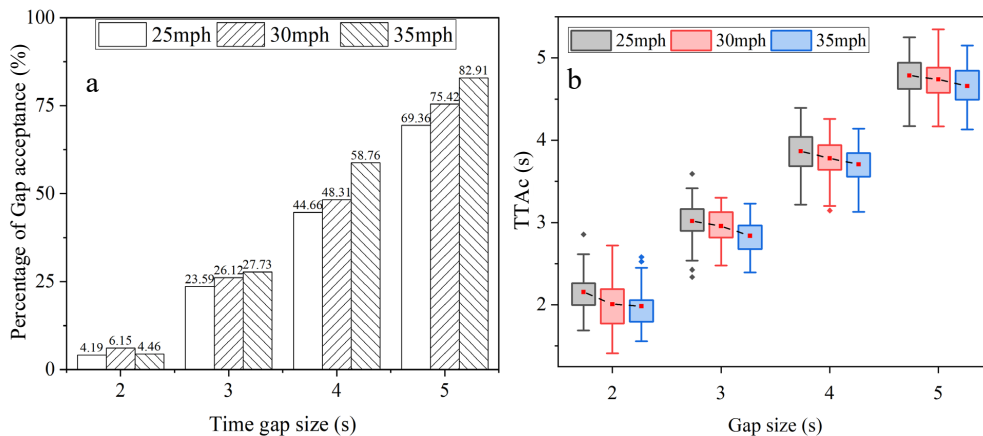 100
75
50
25
0
Percentage of Gap acceptance (%)
25mph 30mph 35mph
a
4.19 6.15 4.46
23.59 26.12 27.73
44.66 48.31 58.76
69.36 75.42 82.91
2 3 4 5
Time gap size (s)
5
4
3
2
TTAc (s)
25mph 30mph 35mph
b
2 3 4 5
Gap size (s)